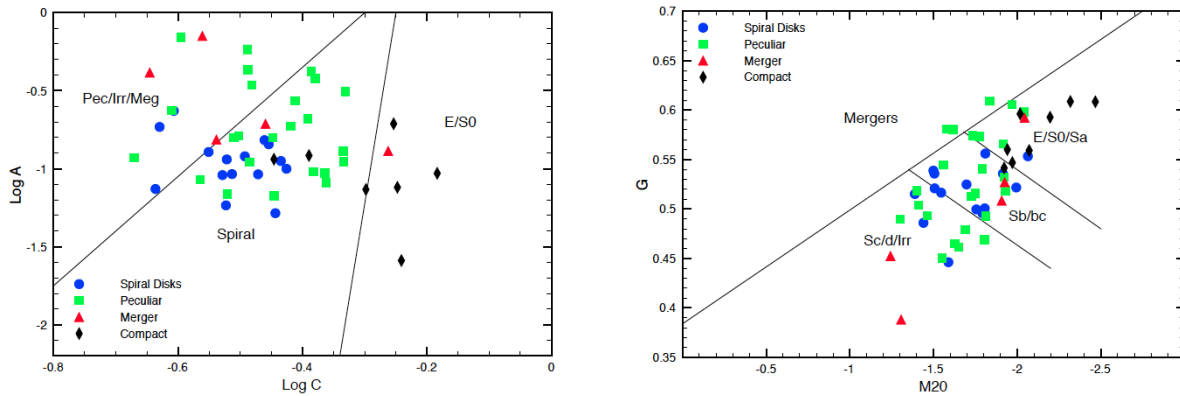 0
-0.5
-1
-1.5
-2
Log A
-0.8
-0.6
-0.4
-0.2
0
Log C
Pec/Irr/Meg
E/S0
Spiral
Spiral Disks
Peculiar
Merger
Compact
0.7
0.65
0.6
0.55
0.5
0.45
0.4
0.35
G
-0.5
-1
-1.5
-2
-2.5
M20
Spiral Disks
Peculiar
Merger
Compact
Mergers
E/S0/Sa
Sb/bc
Sc/d/Irr